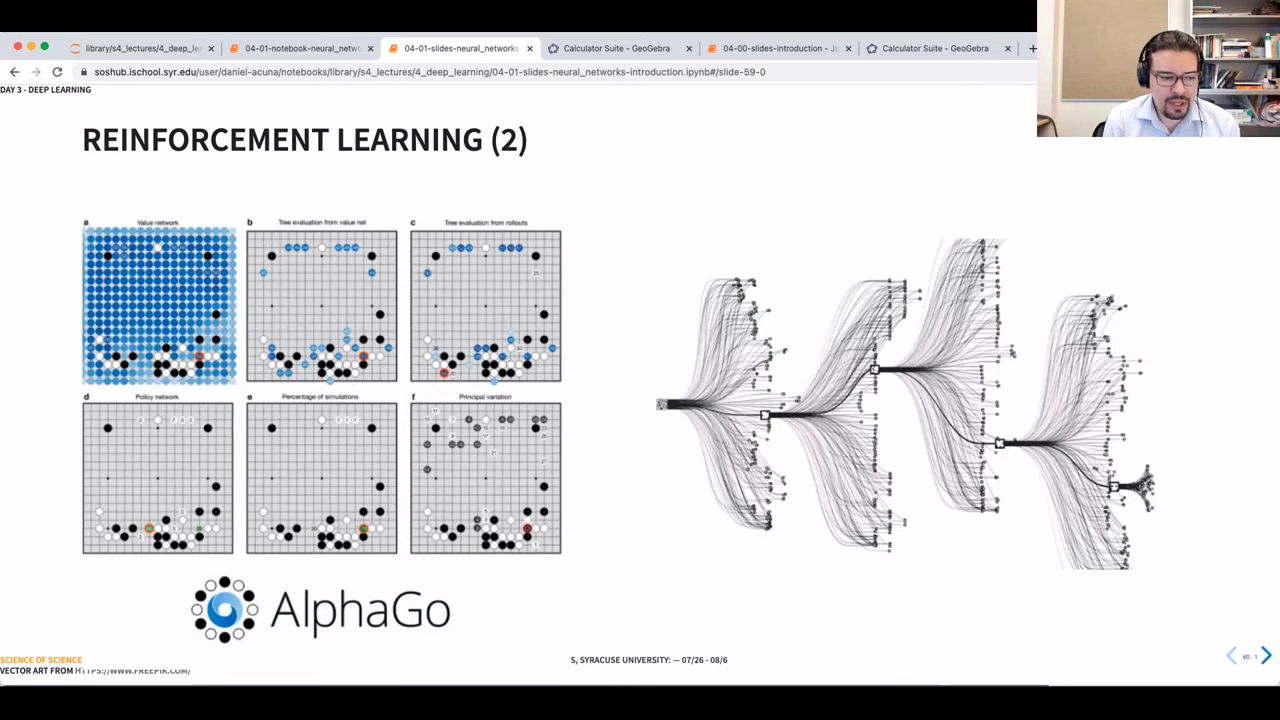 library/s4_lectures/4_deep_le
04-01-notebook-neural_netwo
04-01-slides-neural_networks
Calculator Suite - GeoGebra
04-00-slides-introduction - Ju
Calculator Suite - GeoGebra
soshub.ischool.syr.edu/user/daniel-acuna/notebooks/library/s4_lectures/4_deep_learning/04-01-slides-neural_networks-introduction.ipynb#/slide-59-0
DAY 3 - DEEP LEARNING
REINFORCEMENT LEARNING (2)
a Value network
b Tree evaluation from value net
c Tree evaluation from rollouts
d Policy network
e Percentage of simulations
f Principal variation
AlphaGo
SCIENCE OF SCIENCE
S, SYRACUSE UNIVERSITY: — 07/26 - 08/6
60 . 1
VECTOR ART FROM HTTPS://WWW.FREEPIK.COM/